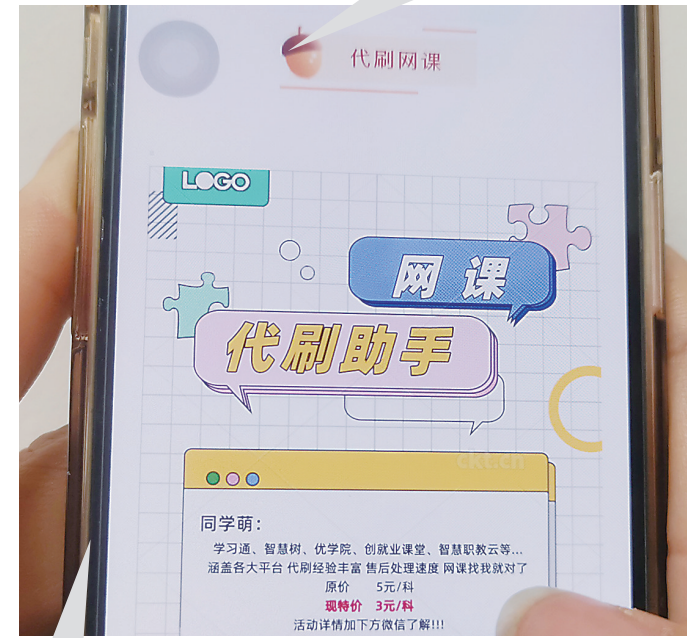 代刷网课
LOGO
网课
代刷助手
ckt.cn
同学萌：
学习通、智慧树、优学院、创就业课堂、智慧职教云等...
涵盖各大平台 代刷经验丰富 售后处理速度 网课找我就对了
原价 5元/科
现特价 3元/科
活动详情加下方微信了解!!!